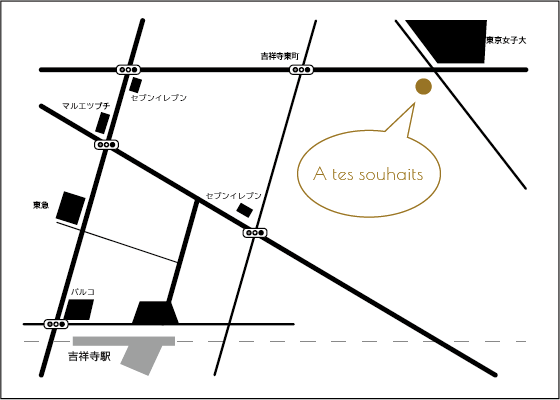 東京女子大
吉祥寺東町
セブンイレブン
マルエツプチ
A tes souhaits
セブンイレブン
東急
パルコ
吉祥寺駅